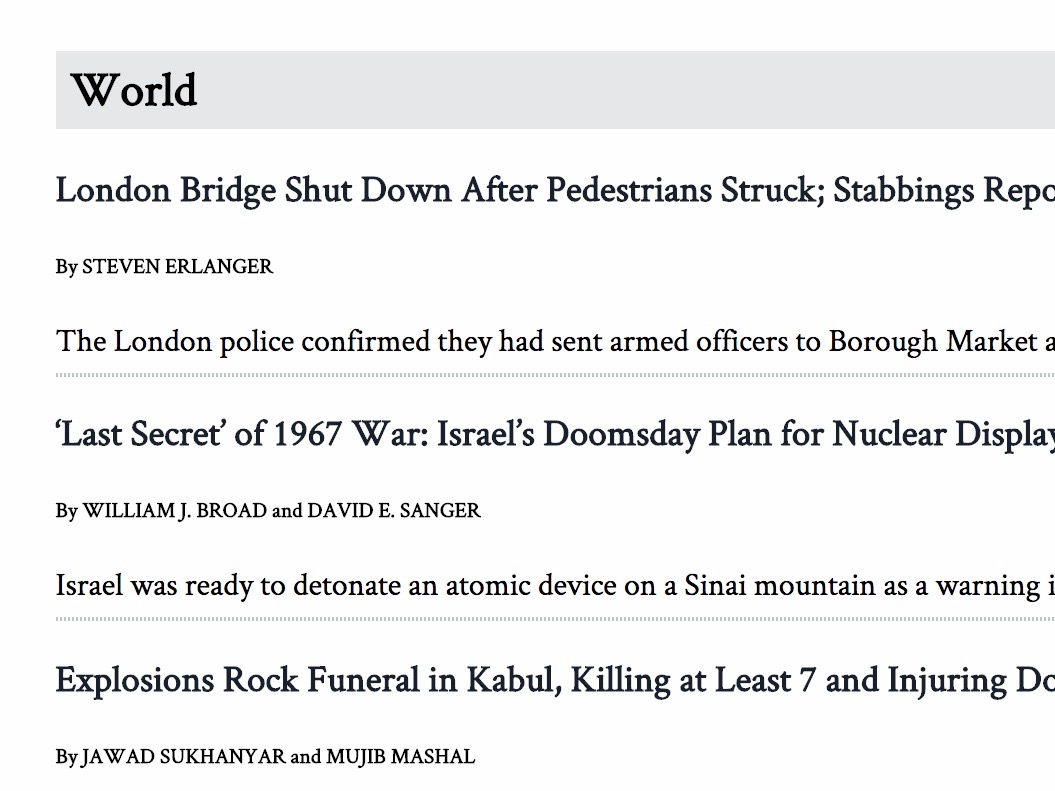 World
London Bridge Shut Down After Pedestrians Struck; Stabbings Repo
By STEVEN ERLANGER
The London police confirmed they had sent armed officers to Borough Market a
‘Last Secret’ of 1967 War: Israel’s Doomsday Plan for Nuclear Display
By WILLIAM J. BROAD and DAVID E. SANGER
Israel was ready to detonate an atomic device on a Sinai mountain as a warning i
Explosions Rock Funeral in Kabul, Killing at Least 7 and Injuring Do
By JAWAD SUKHANYAR and MUJIB MASHAL